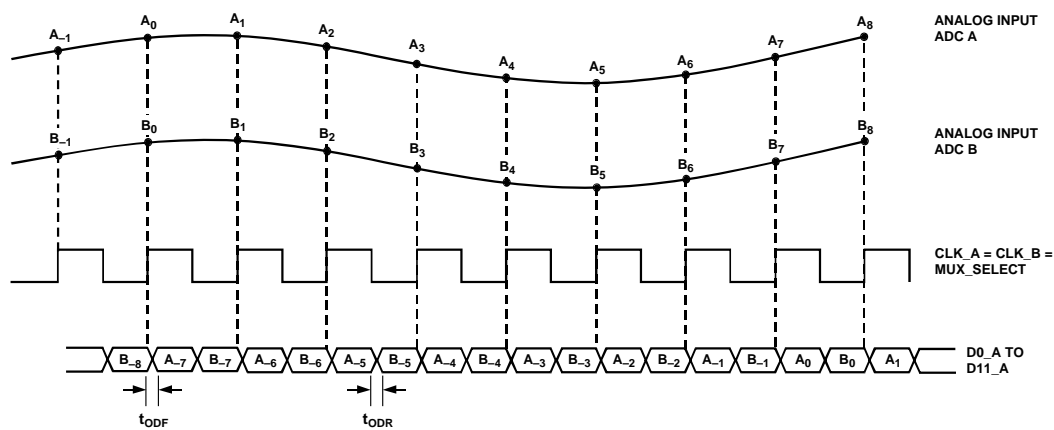 A–1 A0 A1 A2 A3 A4 A5 A6 A7 A8
ANALOG INPUT
ADC A
B–1 B0 B1 B2 B3 B4 B5 B6 B7 B8
ANALOG INPUT
ADC B
CLK_A = CLK_B =
MUX_SELECT
B–8 A–7 B–7 A–6 B–6 A–5 B–5 A–4 B–4 A–3 B–3 A–2 B–2 A–1 B–1 A0 B0 A1
D0_A TO
D11_A
tODF tODR